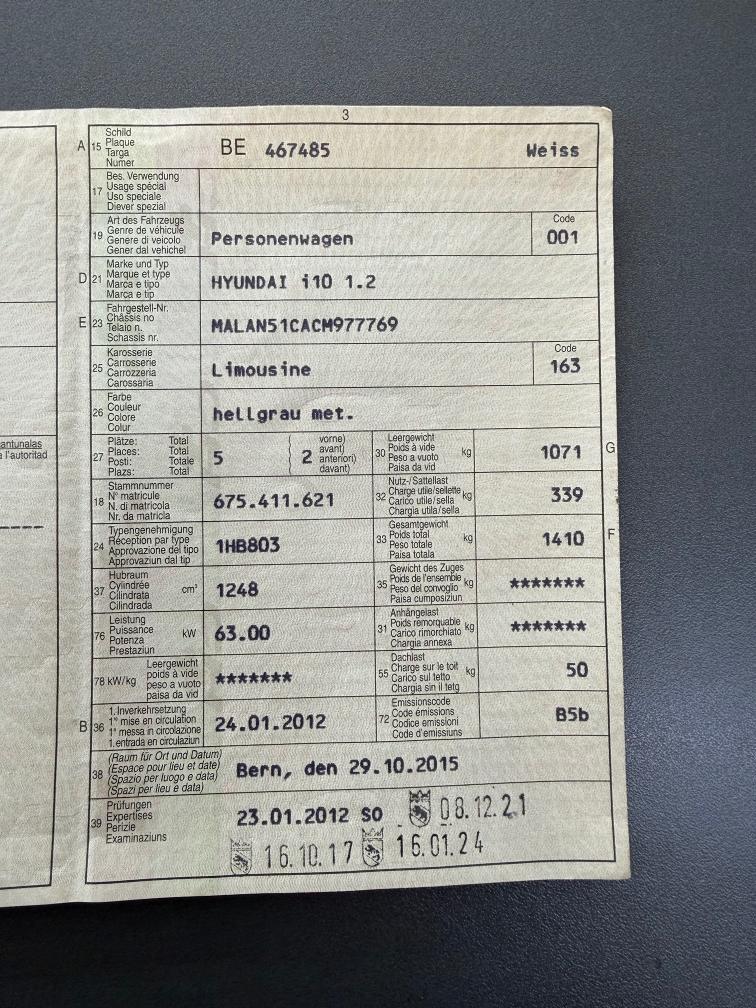 3
A 15 Schild
Plaque
Targa
Numer
BE 467485 Weiss
17 Bes. Verwendung
Usage spécial
Uso speciale
Diever spezial
19 Art des Fahrzeugs
Genre de véhicule
Genere di veicolo
Gener dal vehichel
Personenwagen
Code
001
D 21 Marke und Typ
Marque et type
Marca e tipo
Marca e tip
HYUNDAI i10 1.2
E 23 Fahrgestell-Nr.
Châssis no
Telaio n.
Schassis nr.
MALAN51CACM977769
25 Karosserie
Carrosserie
Carrozzeria
Carossaria
Limousine
Code
163
26 Farbe
Couleur
Colore
Colur
hellgrau met.
antunalas
a l'autoritad
27 Plätze: Total
Places: Total
Posti: Totale
Plazs: Total
5
( vorne)
2 avant)
anteriori)
davant)
30 Leergewicht
Poids à vide
Peso a vuoto
Paisa da vid
kg
1071
G
18 Stammnummer
N° matricule
N. di matricola
Nr. da matricla
675.411.621
32 Nutz-/Sattellast
Charge utile/sellette
Carico utile/sella
Chargia utila/sella
kg
339
24 Typengenehmigung
Réception par type
Approvazione del tipo
Approvaziun dal tip
1HB803
33 Gesamtgewicht
Poids total
Peso totale
Paisa totala
kg
1410
F
37 Hubraum
Cylindrée
Cilindrata
Cilindrada
cm³
1248
35 Gewicht des Zuges
Poids de l'ensemble
Peso del convoglio
Paisa cumposiziun
kg
*******
76 Leistung
Puissance
Potenza
Prestaziun
kW
63.00
31 Anhängelast
Poids remorquable
Carico rimorchiato
Chargia annexa
kg
*******
78 kW/kg
Leergewicht
poids à vide
peso a vuoto
paisa da vid
*******
55 Dachlast
Charge sur le toit
Carico sul tetto
Chargia sin il tetg
kg
50
B 36 1. Inverkehrsetzung
1re mise en circulation
1a messa in circolazione
1. entrada en circulaziun
24.01.2012
72 Emissionscode
Code émissions
Codice emissioni
Code d'emissiuns
B5b
38 (Raum für Ort und Datum)
(Espace pour lieu et date)
(Spazio per luogo e data)
(Spazi per lieu e data)
Bern, den 29.10.2015
39 Prüfungen
Expertises
Perizie
Examinaziuns
23.01.2012 SO 08.12.21
16.10.17 16.01.24